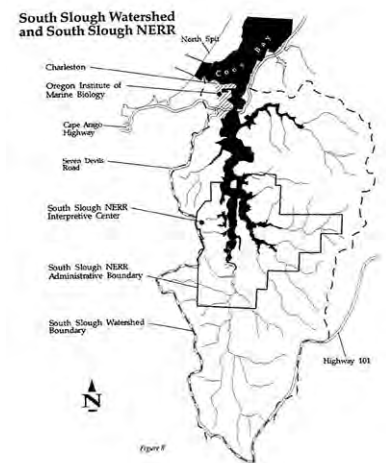 South Slough Watershed
and South Slough NERR
North Spit
Coos Bay
Charleston
Oregon Institute of
Marine Biology
Cape Arago
Highway
Seven Devils
Road
South Slough NERR
Interpretive Center
South Slough NERR
Administrative Boundary
South Slough Watershed
Boundary
Highway 101
N
Figure 8